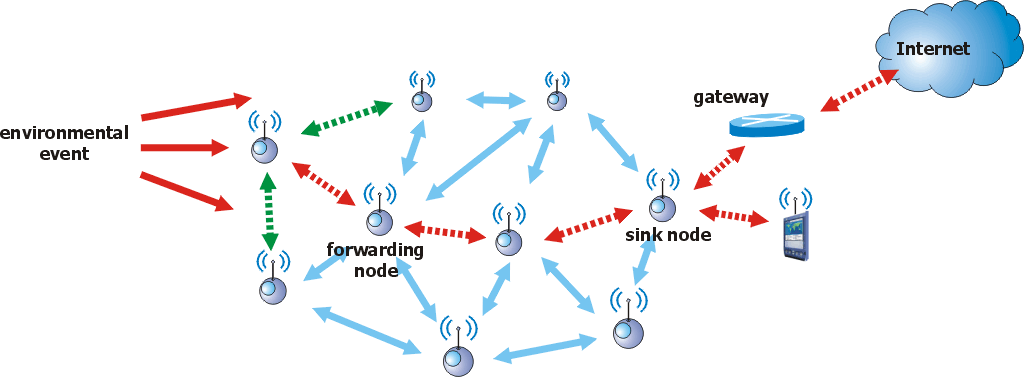 Internet
gateway
environmental
event
sink node
forwarding
node